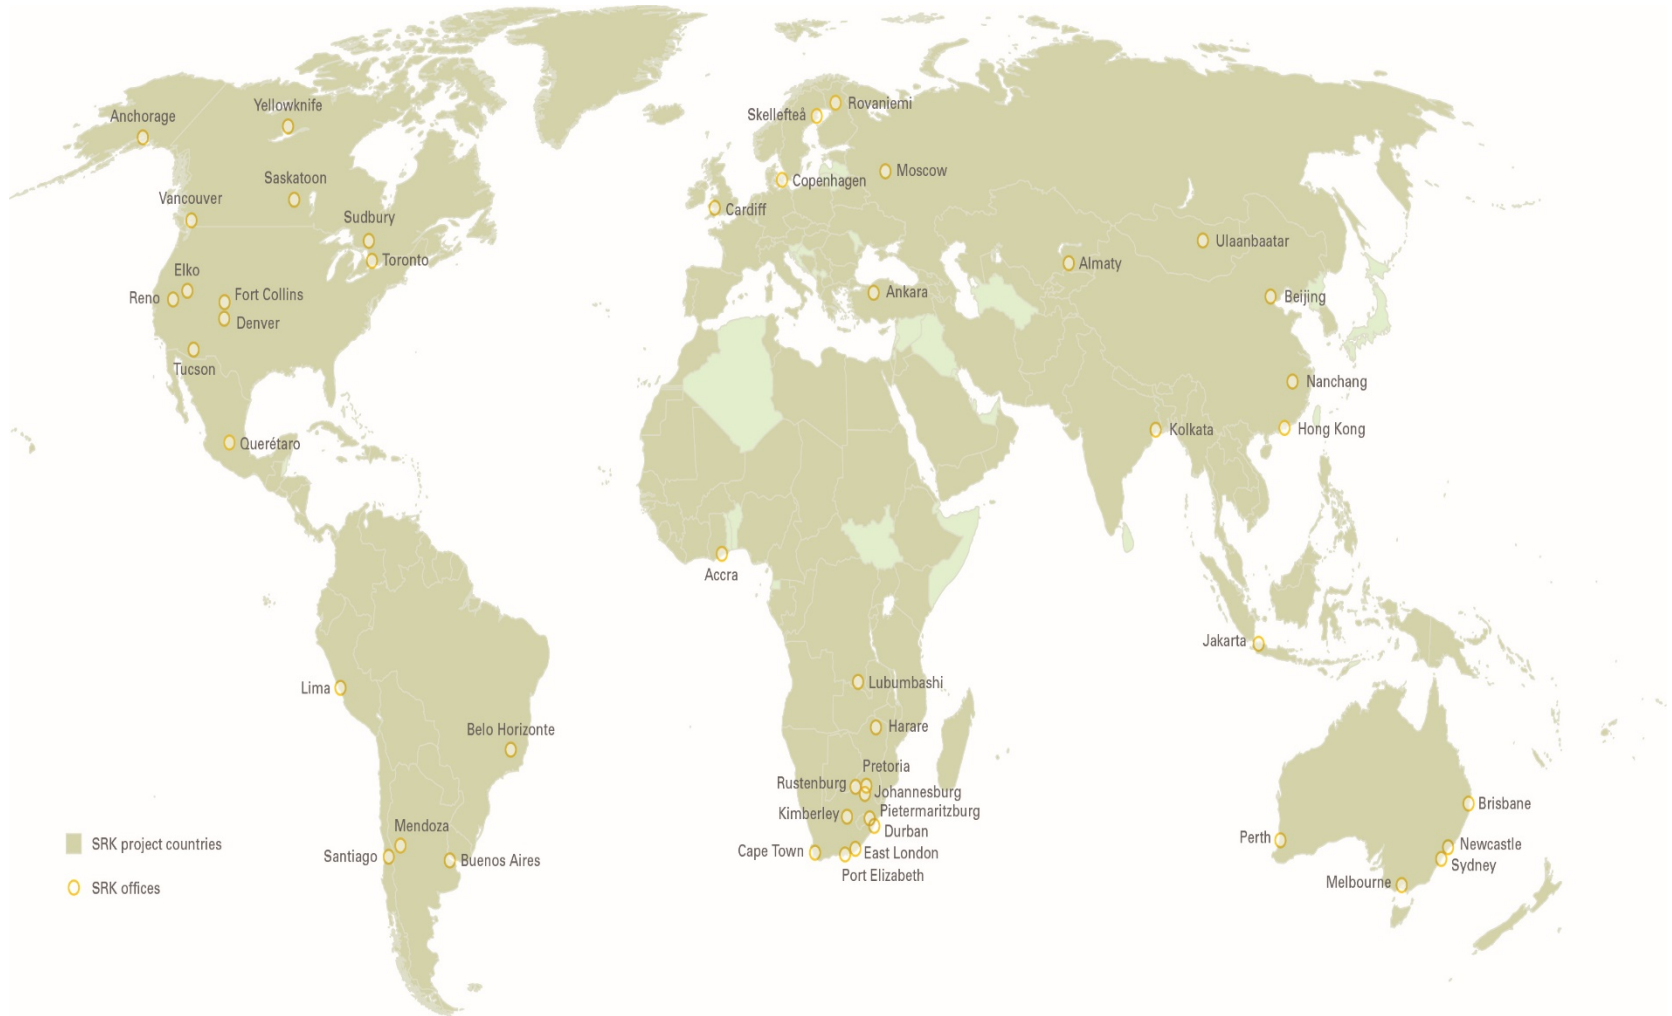 Anchorage
Yellowknife
Saskatoon
Vancouver
Sudbury
Toronto
Elko
Reno
Fort Collins
Denver
Tucson
Querétaro
Lima
Belo Horizonte
Mendoza
Santiago
Buenos Aires
SRK project countries
SRK offices
Rovaniemi
Skellefteå
Moscow
Copenhagen
Cardiff
Ankara
Almaty
Ulaanbaatar
Beijing
Nanchang
Kolkata
Hong Kong
Accra
Jakarta
Lubumbashi
Harare
Pretoria
Rustenburg
Johannesburg
Kimberley
Pietermaritzburg
Durban
Cape Town
East London
Port Elizabeth
Brisbane
Perth
Newcastle
Sydney
Melbourne